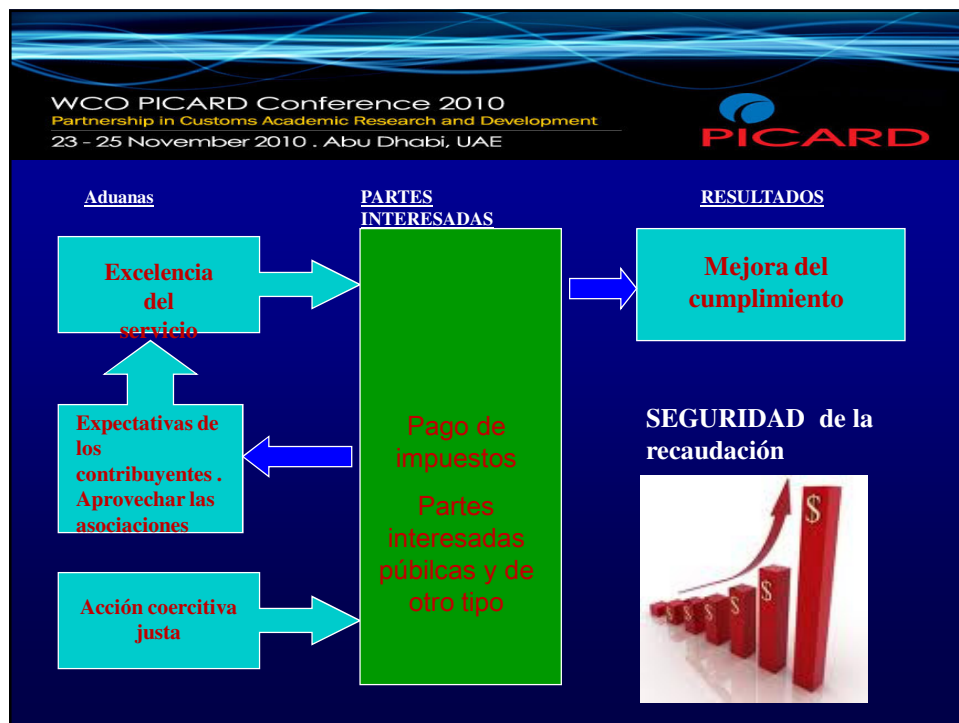 WCO PICARD Conference 2010
Partnership in Customs Academic Research and Development
23 - 25 November 2010 . Abu Dhabi, UAE
PICARD
Aduanas
PARTES
INTERESADAS
RESULTADOS
Excelencia
del
servicio
Mejora del
cumplimiento
Expectativas de
los
contribuyentes .
Aprovechar las
asociaciones
Pago de
impuestos
Partes
interesadas
púbilcas y de
otro tipo
SEGURIDAD de la
recaudación
Acción coercitiva
justa
$
$
$
$
$
$